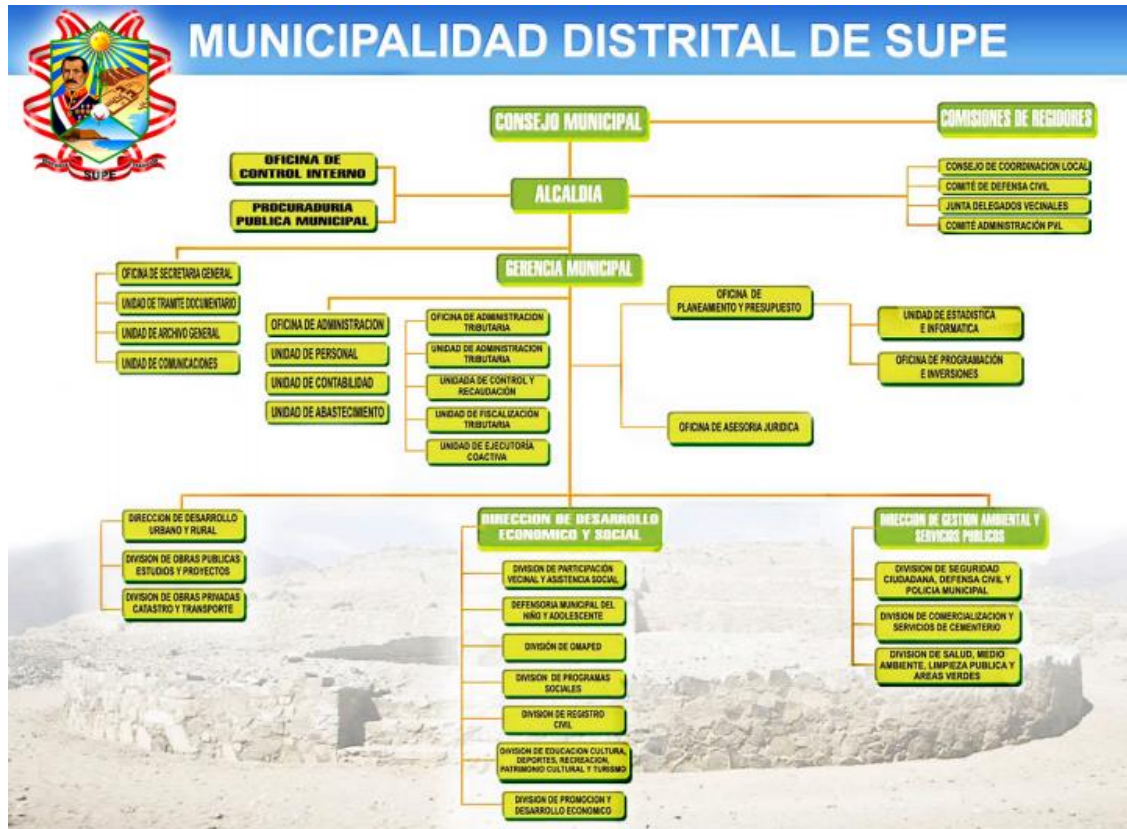 MUNICIPALIDAD DISTRITAL DE SUPE
SUPE
CONSEJO MUNICIPAL
COMISIONES DE REGIDORES
OFICINA DE
CONTROL INTERNO
PROCURADURIA
PUBLICA MUNICIPAL
ALCALDIA
CONSEJO DE COORDINACION LOCAL
COMITÉ DE DEFENSA CIVIL
JUNTA DELEGADOS VECINALES
COMITÉ ADMINISTRACIÓN PVL
GERENCIA MUNICIPAL
OFICINA DE SECRETARIA GENERAL
UNIDAD DE TRAMITE DOCUMENTARIO
UNIDAD DE ARCHIVO GENERAL
UNIDAD DE COMUNICACIONES
OFICINA DE ADMINISTRACION
UNIDAD DE PERSONAL
UNIDAD DE CONTABILIDAD
UNIDAD DE ABASTECIMIENTO
OFICINA DE ADMINISTRACION
TRIBUTARIA
UNIDAD DE ADMINISTRACION
TRIBUTARIA
UNIDADA DE CONTROL Y
RECAUDACIÓN
UNIDAD DE FISCALIZACIÓN
TRIBUTARIA
UNIDAD DE EJECUTORÍA
COACTIVA
OFICINA DE
PLANEAMIENTO Y PRESUPUESTO
UNIDAD DE ESTADISTICA
E INFORMATICA
OFICINA DE PROGRAMACIÓN
E INVERSIONES
OFICINA DE ASESORIA JURIDICA
DIRECCION DE DESARROLLO
URBANO Y RURAL
DIVISION DE OBRAS PUBLICAS
ESTUDIOS Y PROYECTOS
DIVISION DE OBRAS PRIVADAS
CATASTRO Y TRANSPORTE
DIRECCION DE DESARROLLO
ECONOMICO Y SOCIAL
DIVISION DE PARTICIPACIÓN
VECINAL Y ASISTENCIA SOCIAL
DEFENSORIA MUNICIPAL DEL
NIÑO Y ADOLESCENTE
DIVISIÓN DE OMAPED
DIVISION DE PROGRAMAS
SOCIALES
DIVISION DE REGISTRO
CIVIL
DIVISION DE EDUCACION CULTURA,
DEPORTES, RECREACION,
PATRIMONIO CULTURAL Y TURISMO
DIVISION DE PROMOCION Y
DESARROLLO ECONOMICO
DIRECCION DE GESTION AMBIENTAL Y
SERVICIOS PUBLICOS
DIVISION DE SEGURIDAD
CIUDADANA, DEFENSA CIVIL Y
POLICIA MUNICIPAL
DIVISION DE COMERCIALIZACION Y
SERVICIOS DE CEMENTERIO
DIVISION DE SALUD, MEDIO
AMBIENTE, LIMPIEZA PUBLICA Y
AREAS VERDES